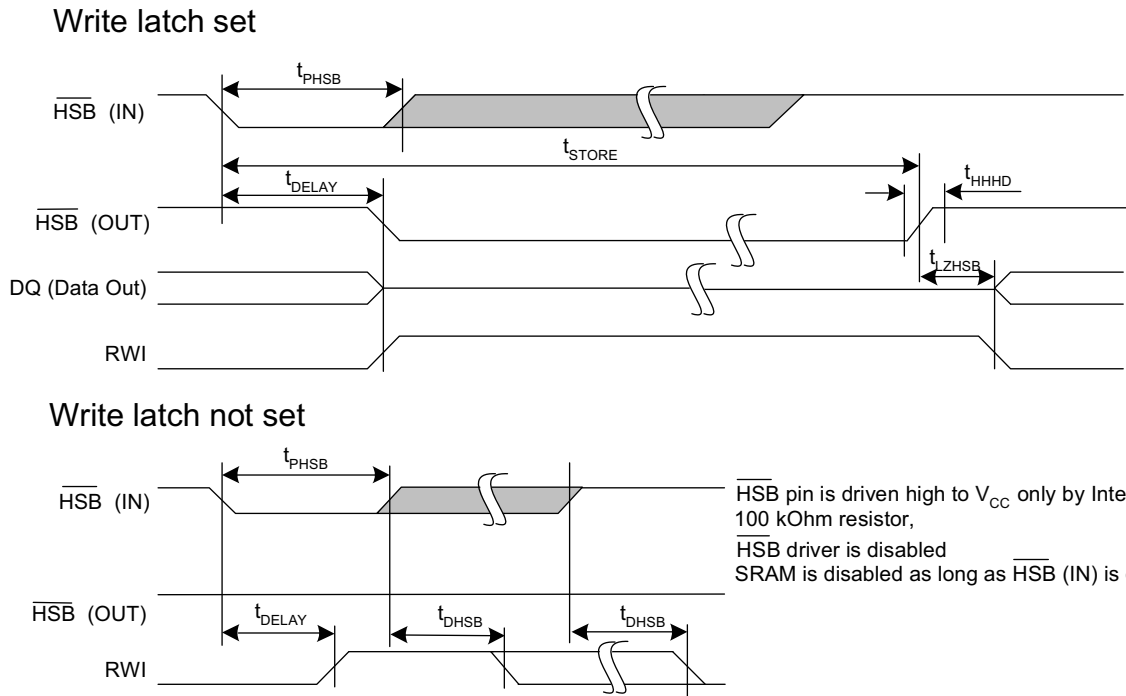 Write latch set
tPHSB
HSB (IN)
tSTORE
tDELAY
tHHHD
HSB (OUT)
tLZHSB
DQ (Data Out)
RWI
Write latch not set
tPHSB
HSB (IN)
HSB pin is driven high to VCC only by Inte
100 kOhm resistor,
HSB driver is disabled
SRAM is disabled as long as HSB (IN) is
HSB (OUT)
tDELAY
tDHSB
tDHSB
RWI